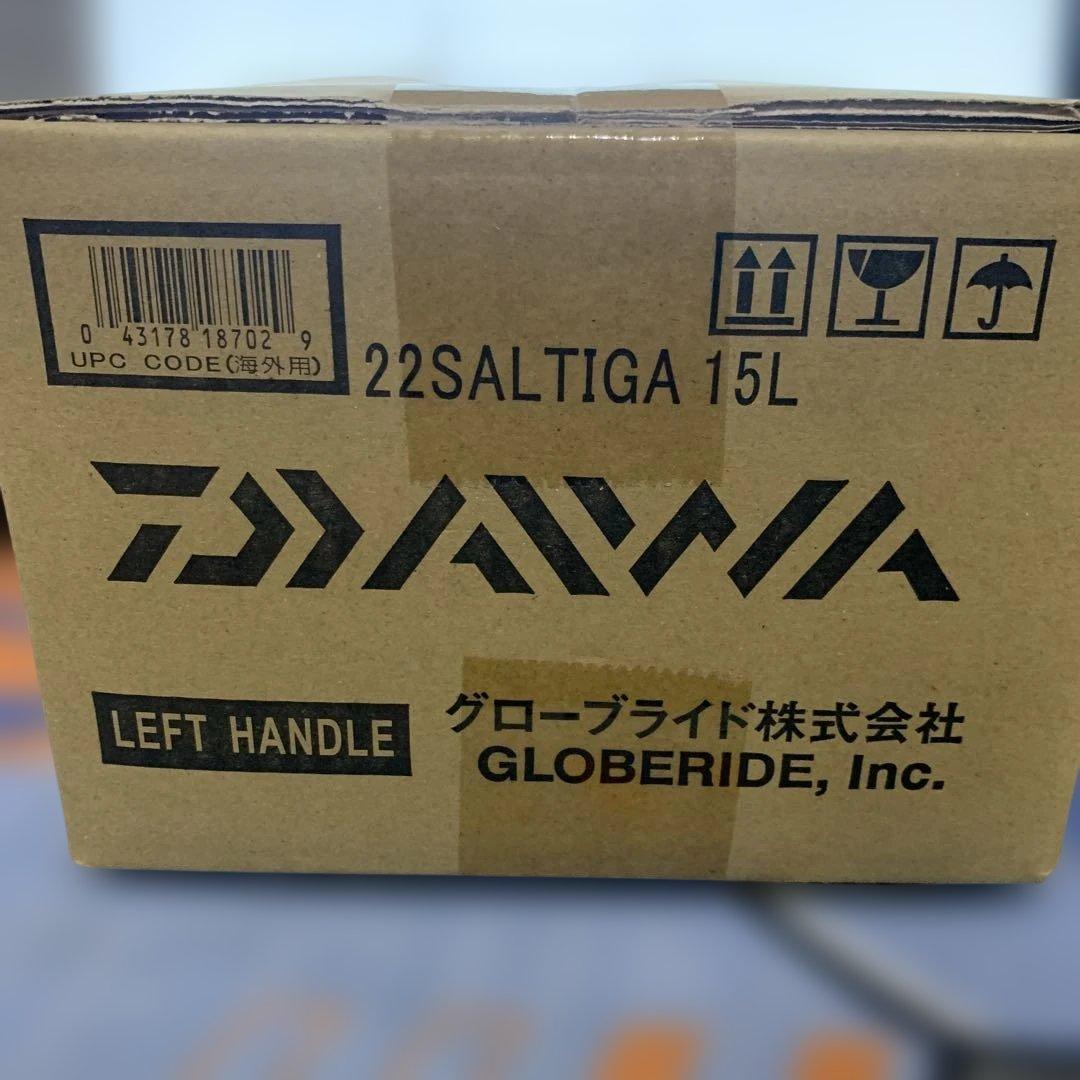 0 43178 18702 9
UPC CODE(海外用)
22SALTIGA 15L
DAIWA
LEFT HANDLE
グローブライド株式会社
GLOBERIDE, Inc.